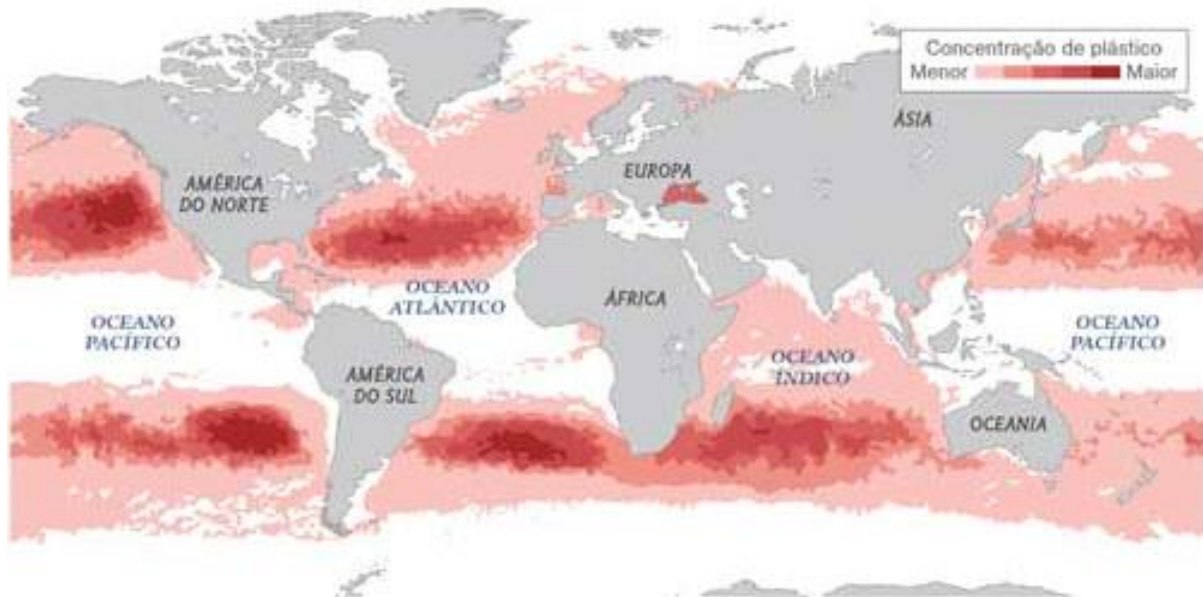 Concentração de plástico
Menor Maior
ÁSIA
EUROPA
AMÉRICA
DO NORTE
OCEANO
ATLÂNTICO
ÁFRICA
OCEANO
PACÍFICO
OCEANO
PACÍFICO
OCEANO
ÍNDICO
AMÉRICA
DO SUL
OCEANIA